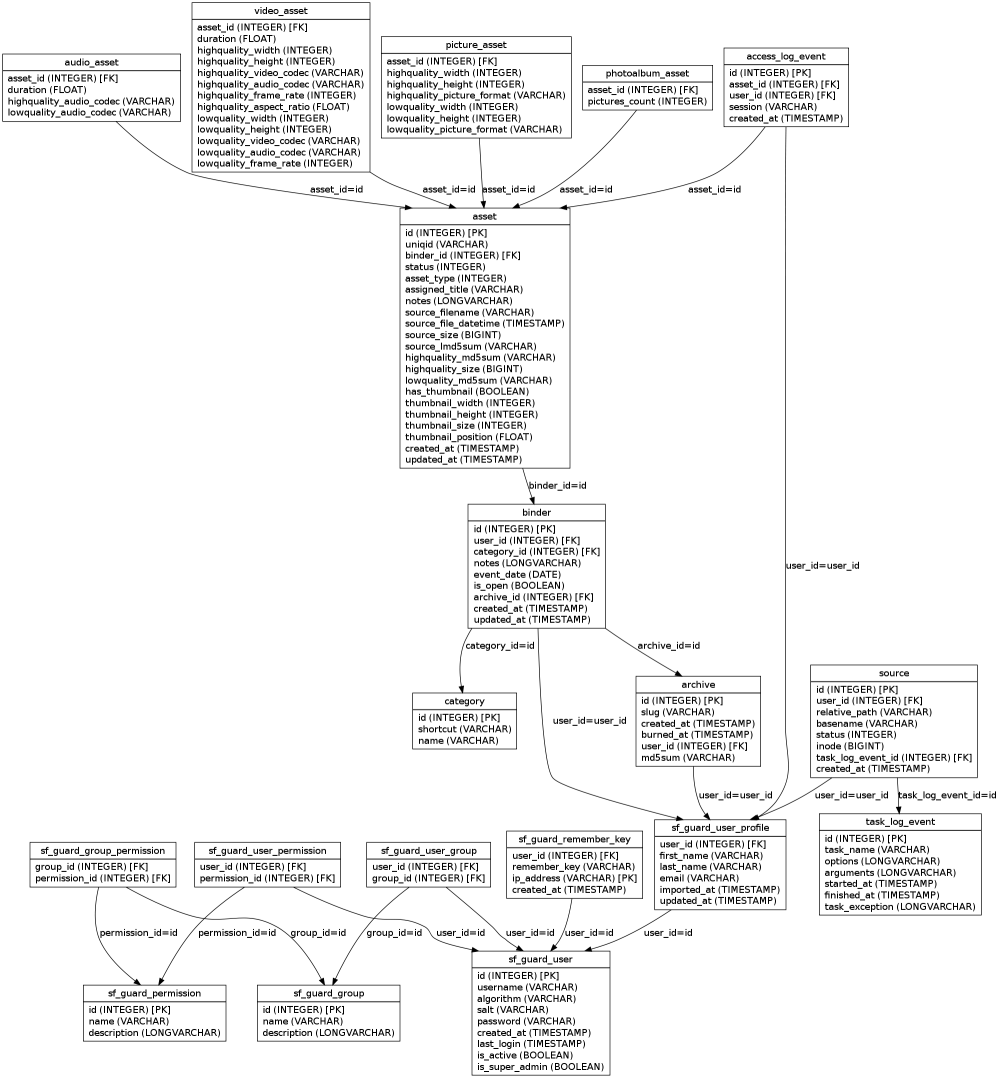 audio_asset
asset_id (INTEGER) [FK]
duration (FLOAT)
highquality_audio_codec (VARCHAR)
lowquality_audio_codec (VARCHAR)
video_asset
asset_id (INTEGER) [FK]
duration (FLOAT)
highquality_width (INTEGER)
highquality_height (INTEGER)
highquality_video_codec (VARCHAR)
highquality_audio_codec (VARCHAR)
highquality_frame_rate (INTEGER)
highquality_aspect_ratio (FLOAT)
lowquality_width (INTEGER)
lowquality_height (INTEGER)
lowquality_video_codec (VARCHAR)
lowquality_audio_codec (VARCHAR)
lowquality_frame_rate (INTEGER)
picture_asset
asset_id (INTEGER) [FK]
highquality_width (INTEGER)
highquality_height (INTEGER)
highquality_picture_format (VARCHAR)
lowquality_width (INTEGER)
lowquality_height (INTEGER)
lowquality_picture_format (VARCHAR)
photoalbum_asset
asset_id (INTEGER) [FK]
pictures_count (INTEGER)
access_log_event
id (INTEGER) [PK]
asset_id (INTEGER) [FK]
user_id (INTEGER) [FK]
session (VARCHAR)
created_at (TIMESTAMP)
asset_id=id
asset_id=id
asset_id=id
asset_id=id
asset_id=id
asset
id (INTEGER) [PK]
uniqid (VARCHAR)
binder_id (INTEGER) [FK]
status (INTEGER)
asset_type (INTEGER)
assigned_title (VARCHAR)
notes (LONGVARCHAR)
source_filename (VARCHAR)
source_file_datetime (TIMESTAMP)
source_size (BIGINT)
source_lmd5sum (VARCHAR)
highquality_md5sum (VARCHAR)
highquality_size (BIGINT)
lowquality_md5sum (VARCHAR)
has_thumbnail (BOOLEAN)
thumbnail_width (INTEGER)
thumbnail_height (INTEGER)
thumbnail_size (INTEGER)
thumbnail_position (FLOAT)
created_at (TIMESTAMP)
updated_at (TIMESTAMP)
binder_id=id
binder
id (INTEGER) [PK]
user_id (INTEGER) [FK]
category_id (INTEGER) [FK]
notes (LONGVARCHAR)
event_date (DATE)
is_open (BOOLEAN)
archive_id (INTEGER) [FK]
created_at (TIMESTAMP)
updated_at (TIMESTAMP)
user_id=user_id
category_id=id
archive_id=id
category
id (INTEGER) [PK]
shortcut (VARCHAR)
name (VARCHAR)
user_id=user_id
archive
id (INTEGER) [PK]
slug (VARCHAR)
created_at (TIMESTAMP)
burned_at (TIMESTAMP)
user_id (INTEGER) [FK]
md5sum (VARCHAR)
source
id (INTEGER) [PK]
user_id (INTEGER) [FK]
relative_path (VARCHAR)
basename (VARCHAR)
status (INTEGER)
inode (BIGINT)
task_log_event_id (INTEGER) [FK]
created_at (TIMESTAMP)
user_id=user_id
user_id=user_id
task_log_event_id=id
sf_guard_group_permission
group_id (INTEGER) [FK]
permission_id (INTEGER) [FK]
sf_guard_user_permission
user_id (INTEGER) [FK]
permission_id (INTEGER) [FK]
sf_guard_user_group
user_id (INTEGER) [FK]
group_id (INTEGER) [FK]
sf_guard_remember_key
user_id (INTEGER) [FK]
remember_key (VARCHAR)
ip_address (VARCHAR) [PK]
created_at (TIMESTAMP)
sf_guard_user_profile
user_id (INTEGER) [FK]
first_name (VARCHAR)
last_name (VARCHAR)
email (VARCHAR)
imported_at (TIMESTAMP)
updated_at (TIMESTAMP)
task_log_event
id (INTEGER) [PK]
task_name (VARCHAR)
options (LONGVARCHAR)
arguments (LONGVARCHAR)
started_at (TIMESTAMP)
finished_at (TIMESTAMP)
task_exception (LONGVARCHAR)
permission_id=id
permission_id=id
group_id=id
group_id=id
user_id=id
user_id=id
user_id=id
user_id=id
sf_guard_permission
id (INTEGER) [PK]
name (VARCHAR)
description (LONGVARCHAR)
sf_guard_group
id (INTEGER) [PK]
name (VARCHAR)
description (LONGVARCHAR)
sf_guard_user
id (INTEGER) [PK]
username (VARCHAR)
algorithm (VARCHAR)
salt (VARCHAR)
password (VARCHAR)
created_at (TIMESTAMP)
last_login (TIMESTAMP)
is_active (BOOLEAN)
is_super_admin (BOOLEAN)